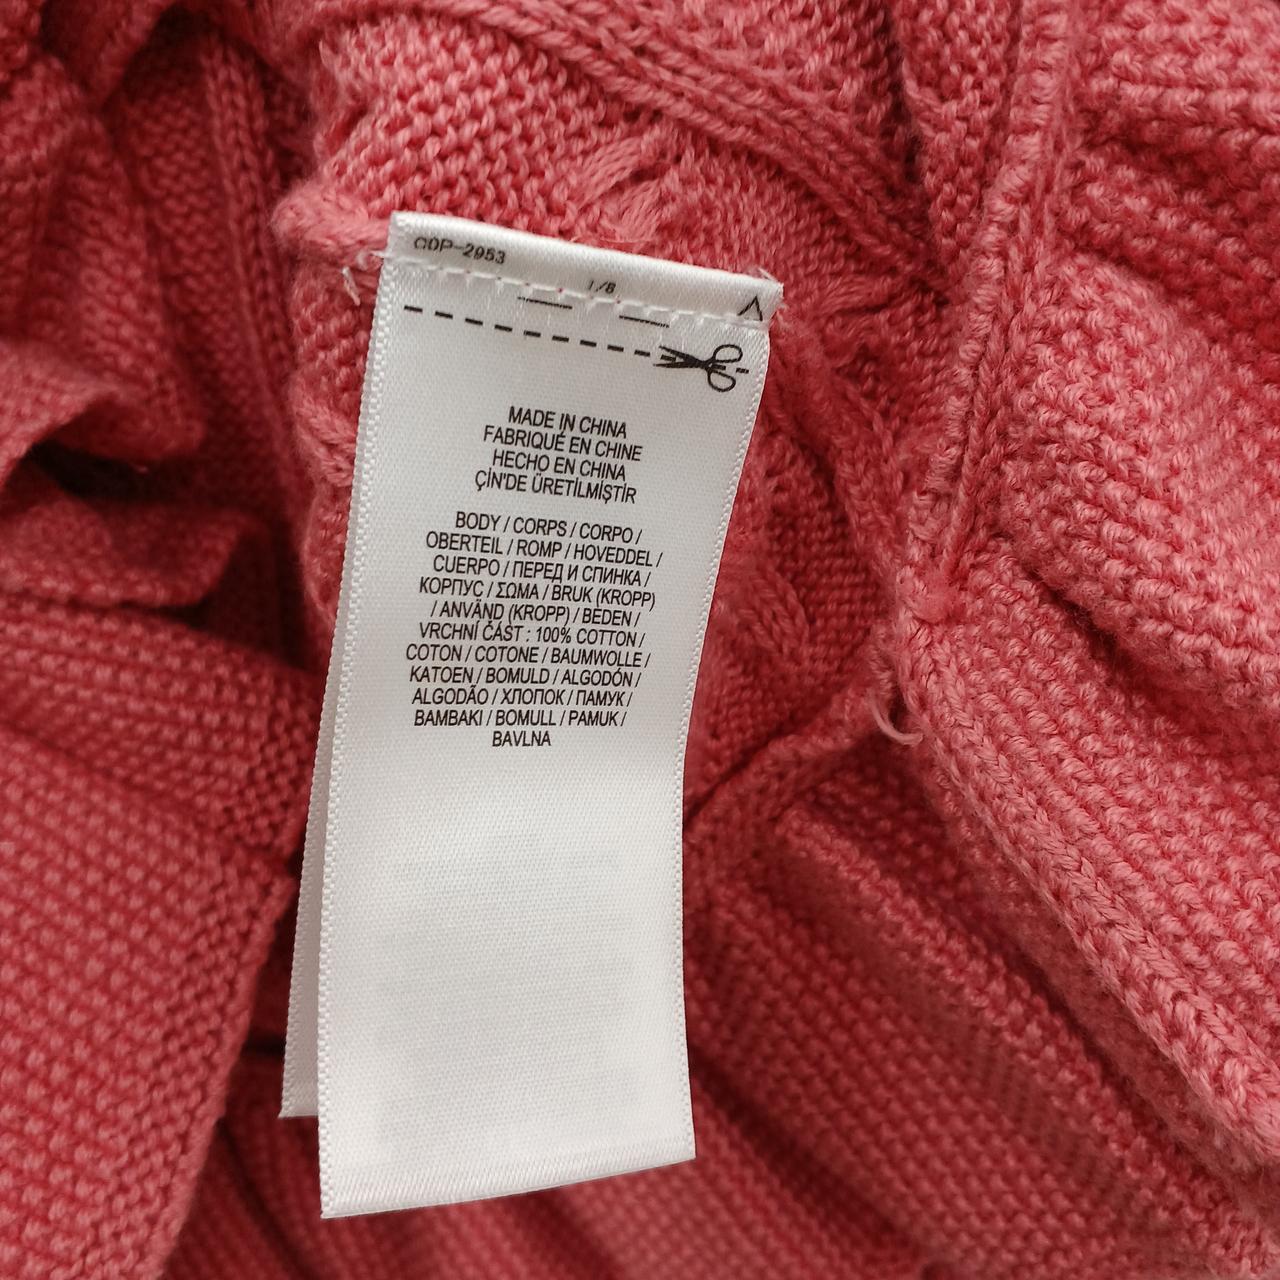 CDP-2953
1/8
MADE IN CHINA
FABRIQUÉ EN CHINE
HECHO EN CHINA
ÇİN'DE ÜRETİLMİŞTİR
BODY / CORPS / CORPO /
OBERTEIL / ROMP / HOVEDDEL /
CUERPO / ПЕРЕД И СПИНКА /
КОРПУС / ΣΩΜΑ / BRUK (KROPP)
/ ANVÄND (KROPP) / BEDEN /
VRCHNÍ ČÁST : 100% COTTON /
COTON / COTONE / BAUMWOLLE /
KATOEN / BOMULD / ALGODÓN /
ALGODÃO / ХЛОПОК / ПАМУК /
BAMBAKI / BOMULL / PAMUK /
BAVLNA